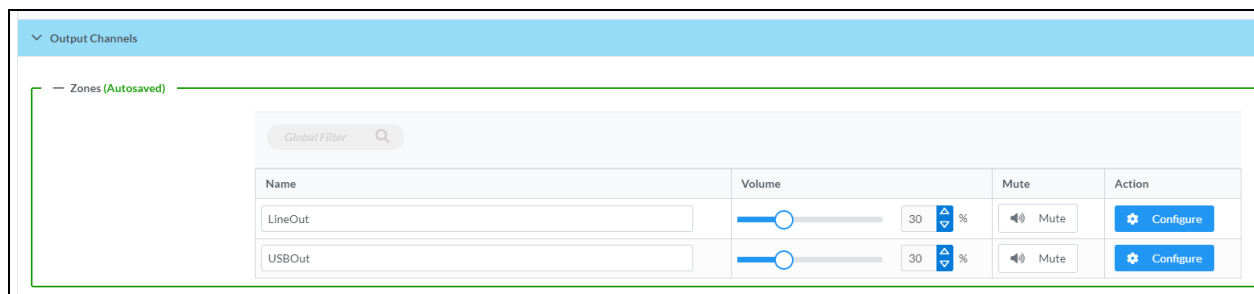 Output Channels
Zones (Autosaved)
Global Filter
Name Volume Mute Action
LineOut 30 % Mute Configure
USBOut 30 % Mute Configure